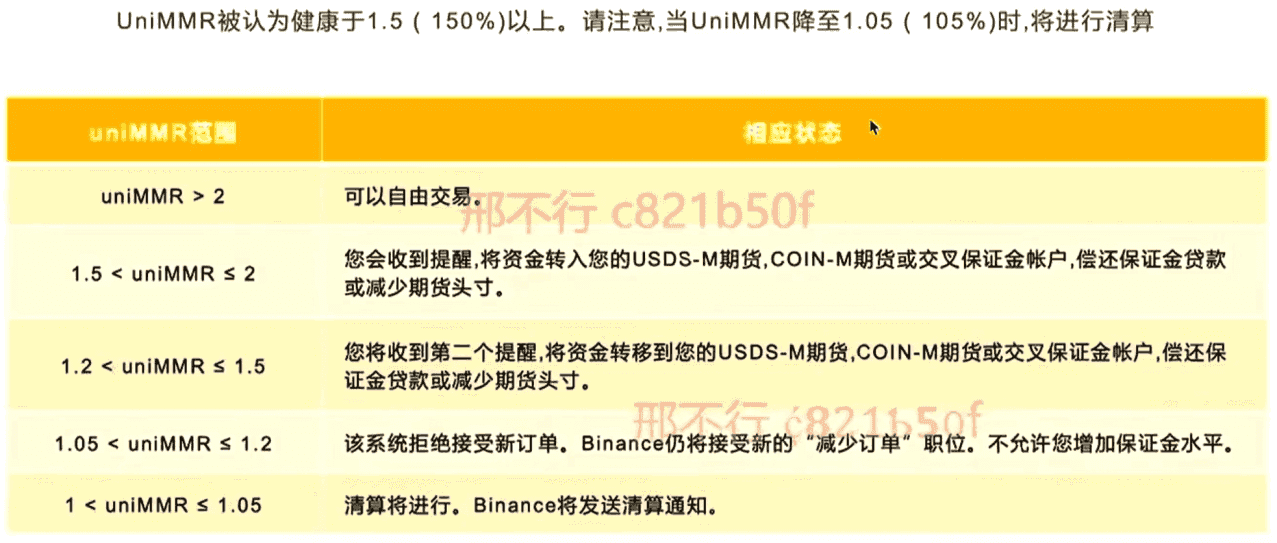 UniMMR被认为健康于1.5（150%)以上。请注意,当UniMMR降至1.05（105%)时,将进行清算
uniMMR范围 相应状态
uniMMR > 2 可以自由交易。
邢不行 c821b50f
1.5 < uniMMR ≤ 2 您会收到提醒,将资金转入您的USDS-M期货,COIN-M期货或交叉保证金帐户,偿还保证金贷款
或减少期货头寸。
1.2 < uniMMR ≤ 1.5 您将收到第二个提醒,将资金转移到您的USDS-M期货,COIN-M期货或交叉保证金帐户,偿还保
证金贷款或减少期货头寸。
邢不行 c821b50f
1.05 < uniMMR ≤ 1.2 该系统拒绝接受新订单。Binance仍将接受新的“减少订单”职位。不允许您增加保证金水平。
1 < uniMMR ≤ 1.05 清算将进行。Binance将发送清算通知。